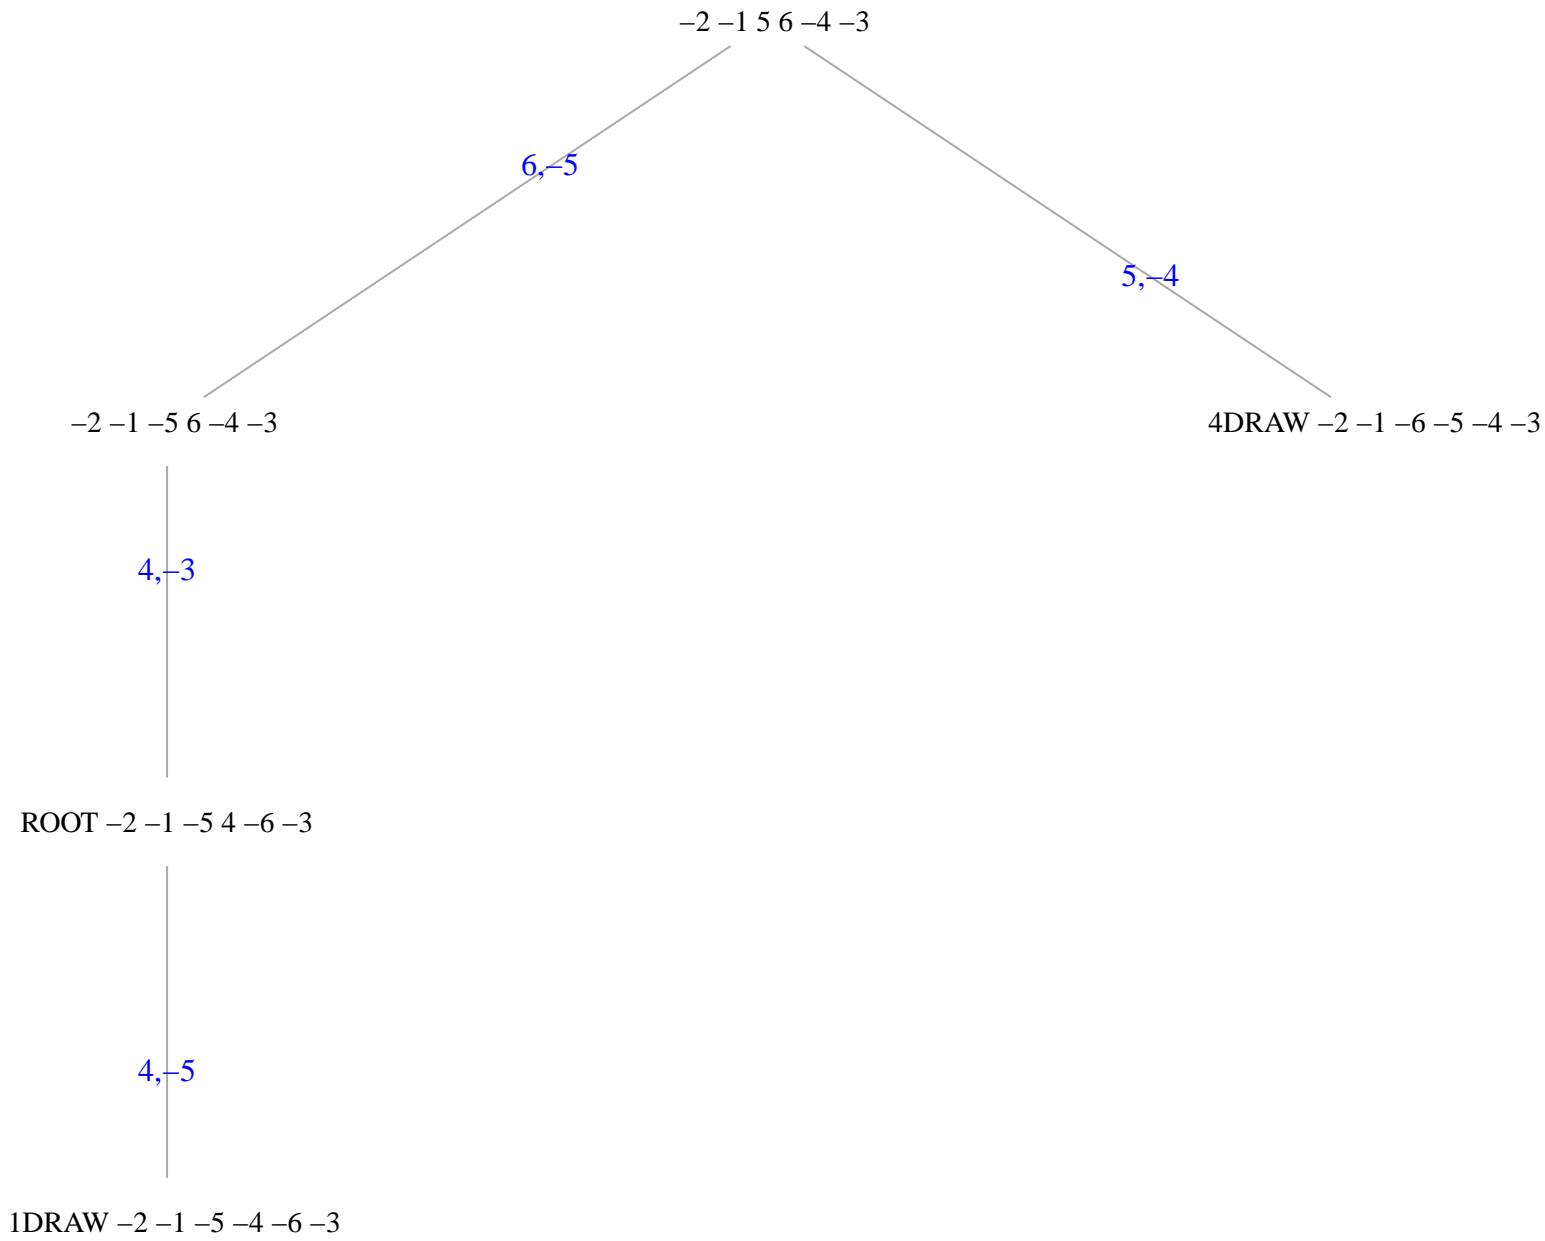 –2 –1 5 6 –4 –3
6,–5
5,–4
–2 –1 –5 6 –4 –3
4DRAW –2 –1 –6 –5 –4 –3
4,–3
ROOT –2 –1 –5 4 –6 –3
4,–5
1DRAW –2 –1 –5 –4 –6 –3